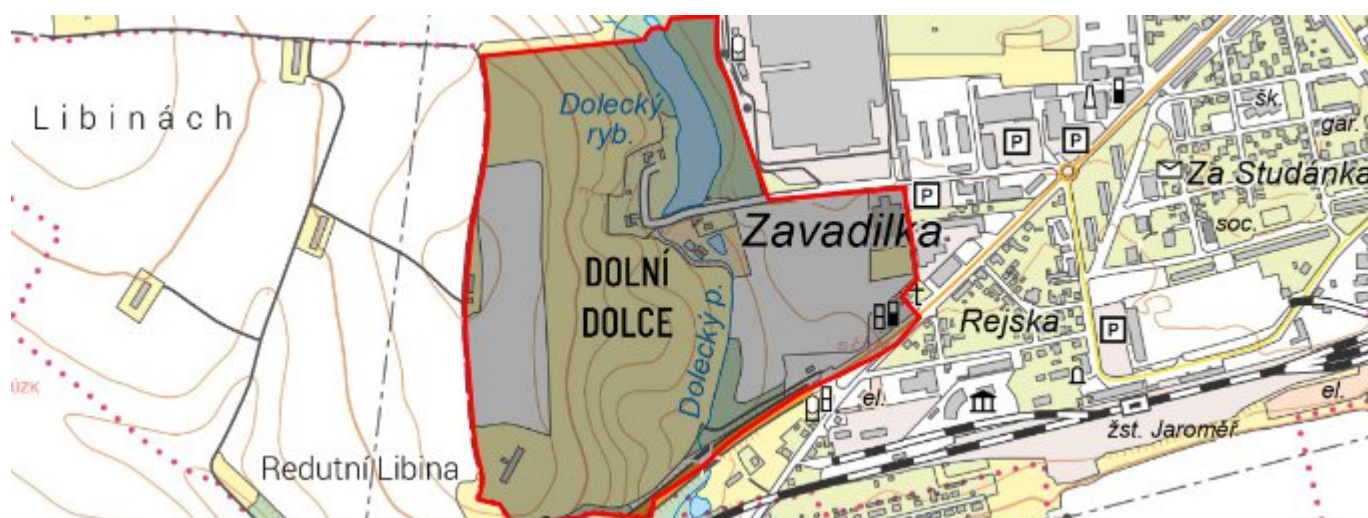 Libinách
Dolecký
ryb.
P
P
šk.
gar.
Za Studánka
P
soc.
Zavadilka
DOLNÍ
DOLCE
Dolecký p.
Rejska
P
ÚZK
el.
el.
žst. Jaroměř
Redutní Libina